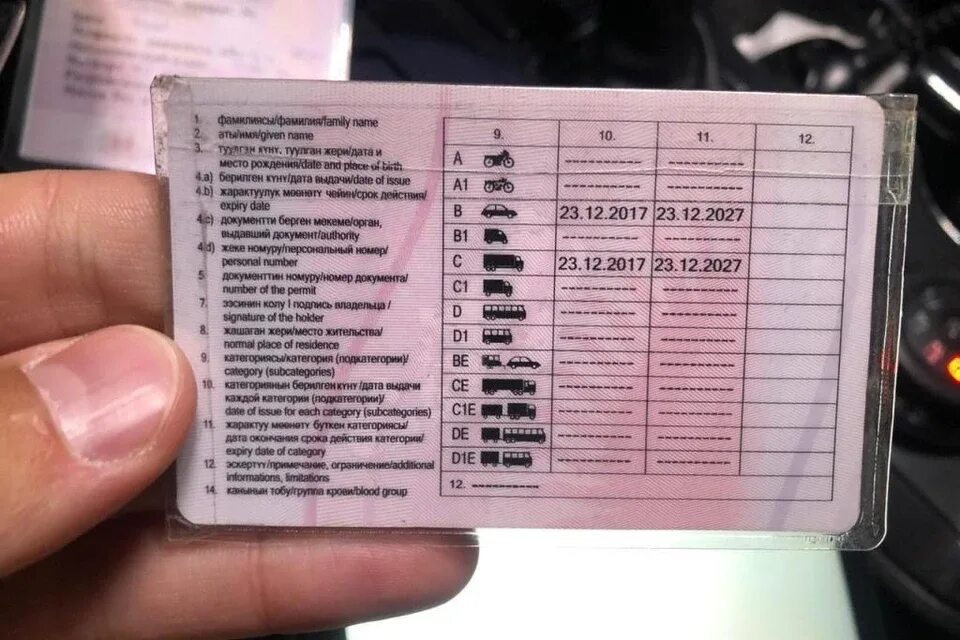 1. фамилиясы/фамилия/family name
2. аты/имя/given name
3. туулган күнү, туулган жери/дата и
место рождения/date and place of birth
4.a) берилген күнү/дата выдачи/date of issue
4.b) жарактуулук мөөнөтү чейин/срок действия/
expiry date
4.c) документти берген мекеме/орган,
выдавший документ/authority
4.d) жеке номуру/персональный номер/
personal number
5. документтин номуру/номер документа/
number of the permit
7. ээсинин колу I подпись владельца /
signature of the holder
8. жашаган жери/место жительства/
normal place of residence
9. категориясы/категория (подкатегории)/
category (subcategories)
10. категориянын берилген күнү /дата выдачи
каждой категории (подкатегории)/
date of issue for each category (subcategories)
11. жарактуу мөөнөтү бүткөн категориясы/
дата окончания срока действия категории/
expiry date of category
12. эскертүү/примечание, ограничение/additional
informations, limitations
14. канынын тобу/группа крови/blood group
9. 10. 11. 12.
A
A1
B 23.12.2017 23.12.2027
B1
C 23.12.2017 23.12.2027
C1
D
D1
BE
CE
C1E
DE
D1E
12.